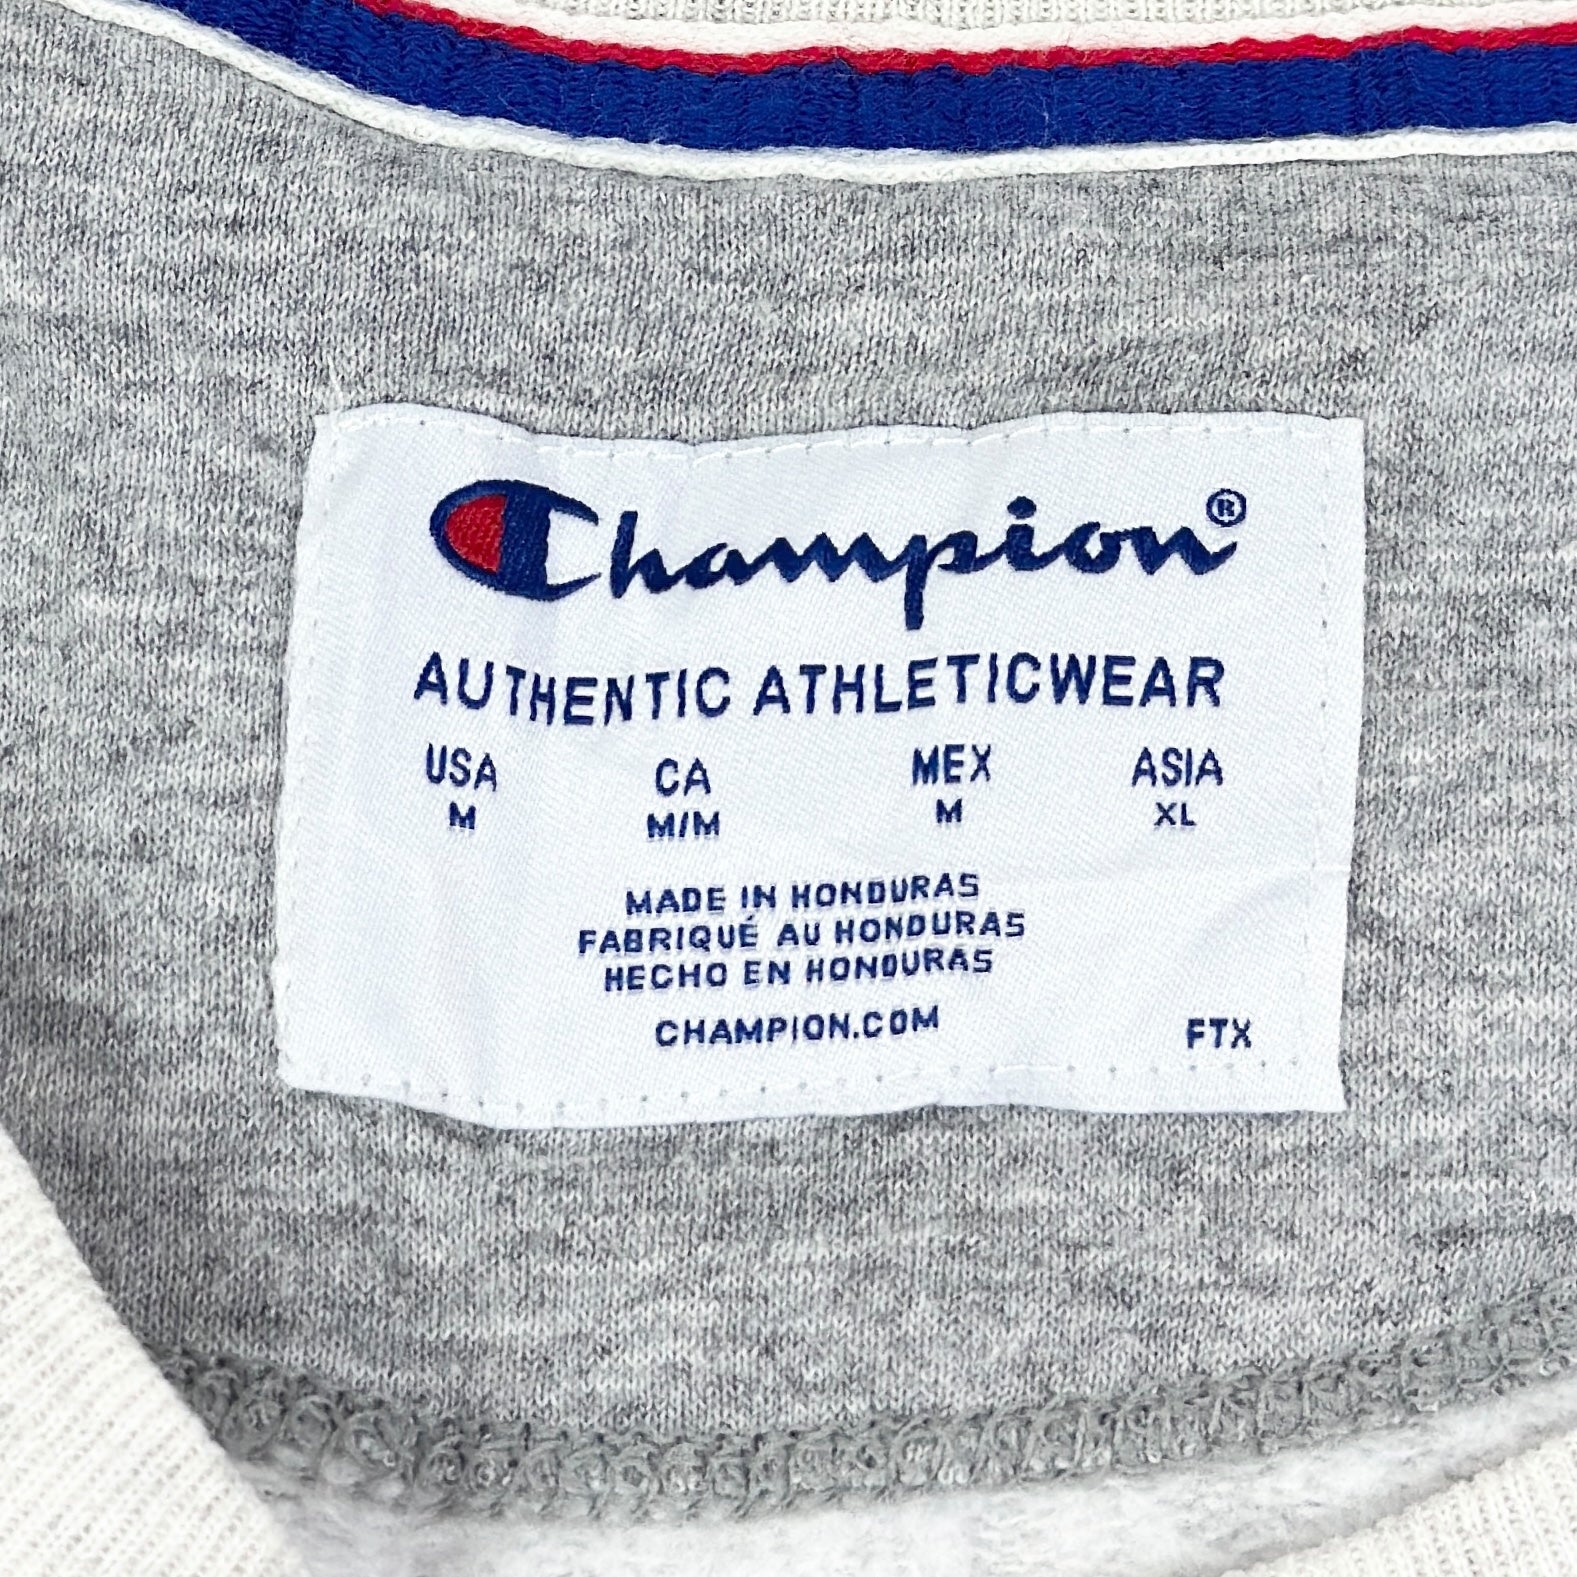 Champion®
AUTHENTIC ATHLETICWEAR
USA CA MEX ASIA
M M/M M XL
MADE IN HONDURAS
FABRIQUÉ AU HONDURAS
HECHO EN HONDURAS
CHAMPION.COM FTX